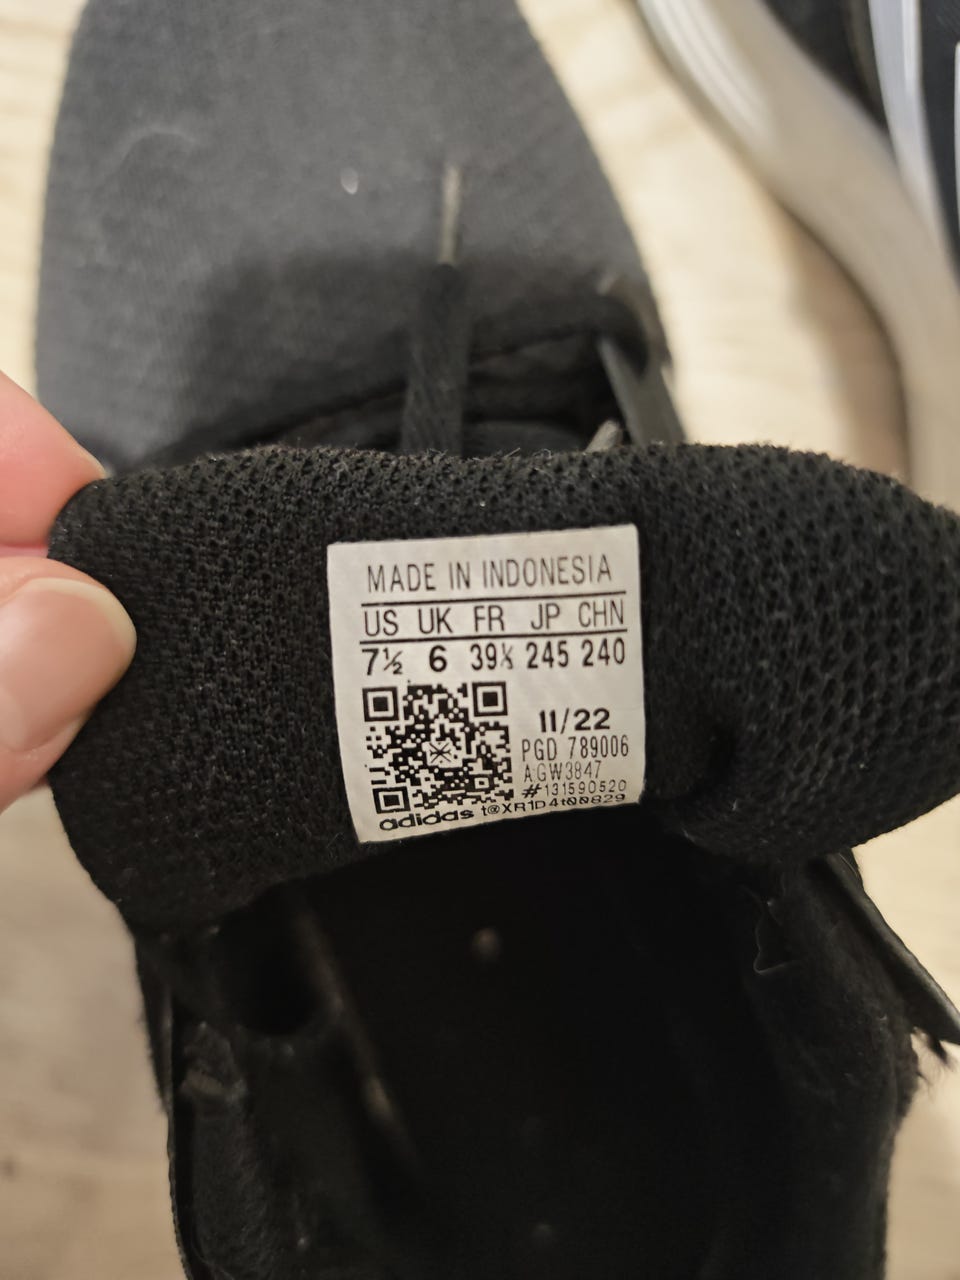 MADE IN INDONESIA
US UK FR JP CHN
7½ 6 39⅓ 245 240
11/22
PGD 789006
AGW3847
#131590520
adidas t@XR1D4t00829